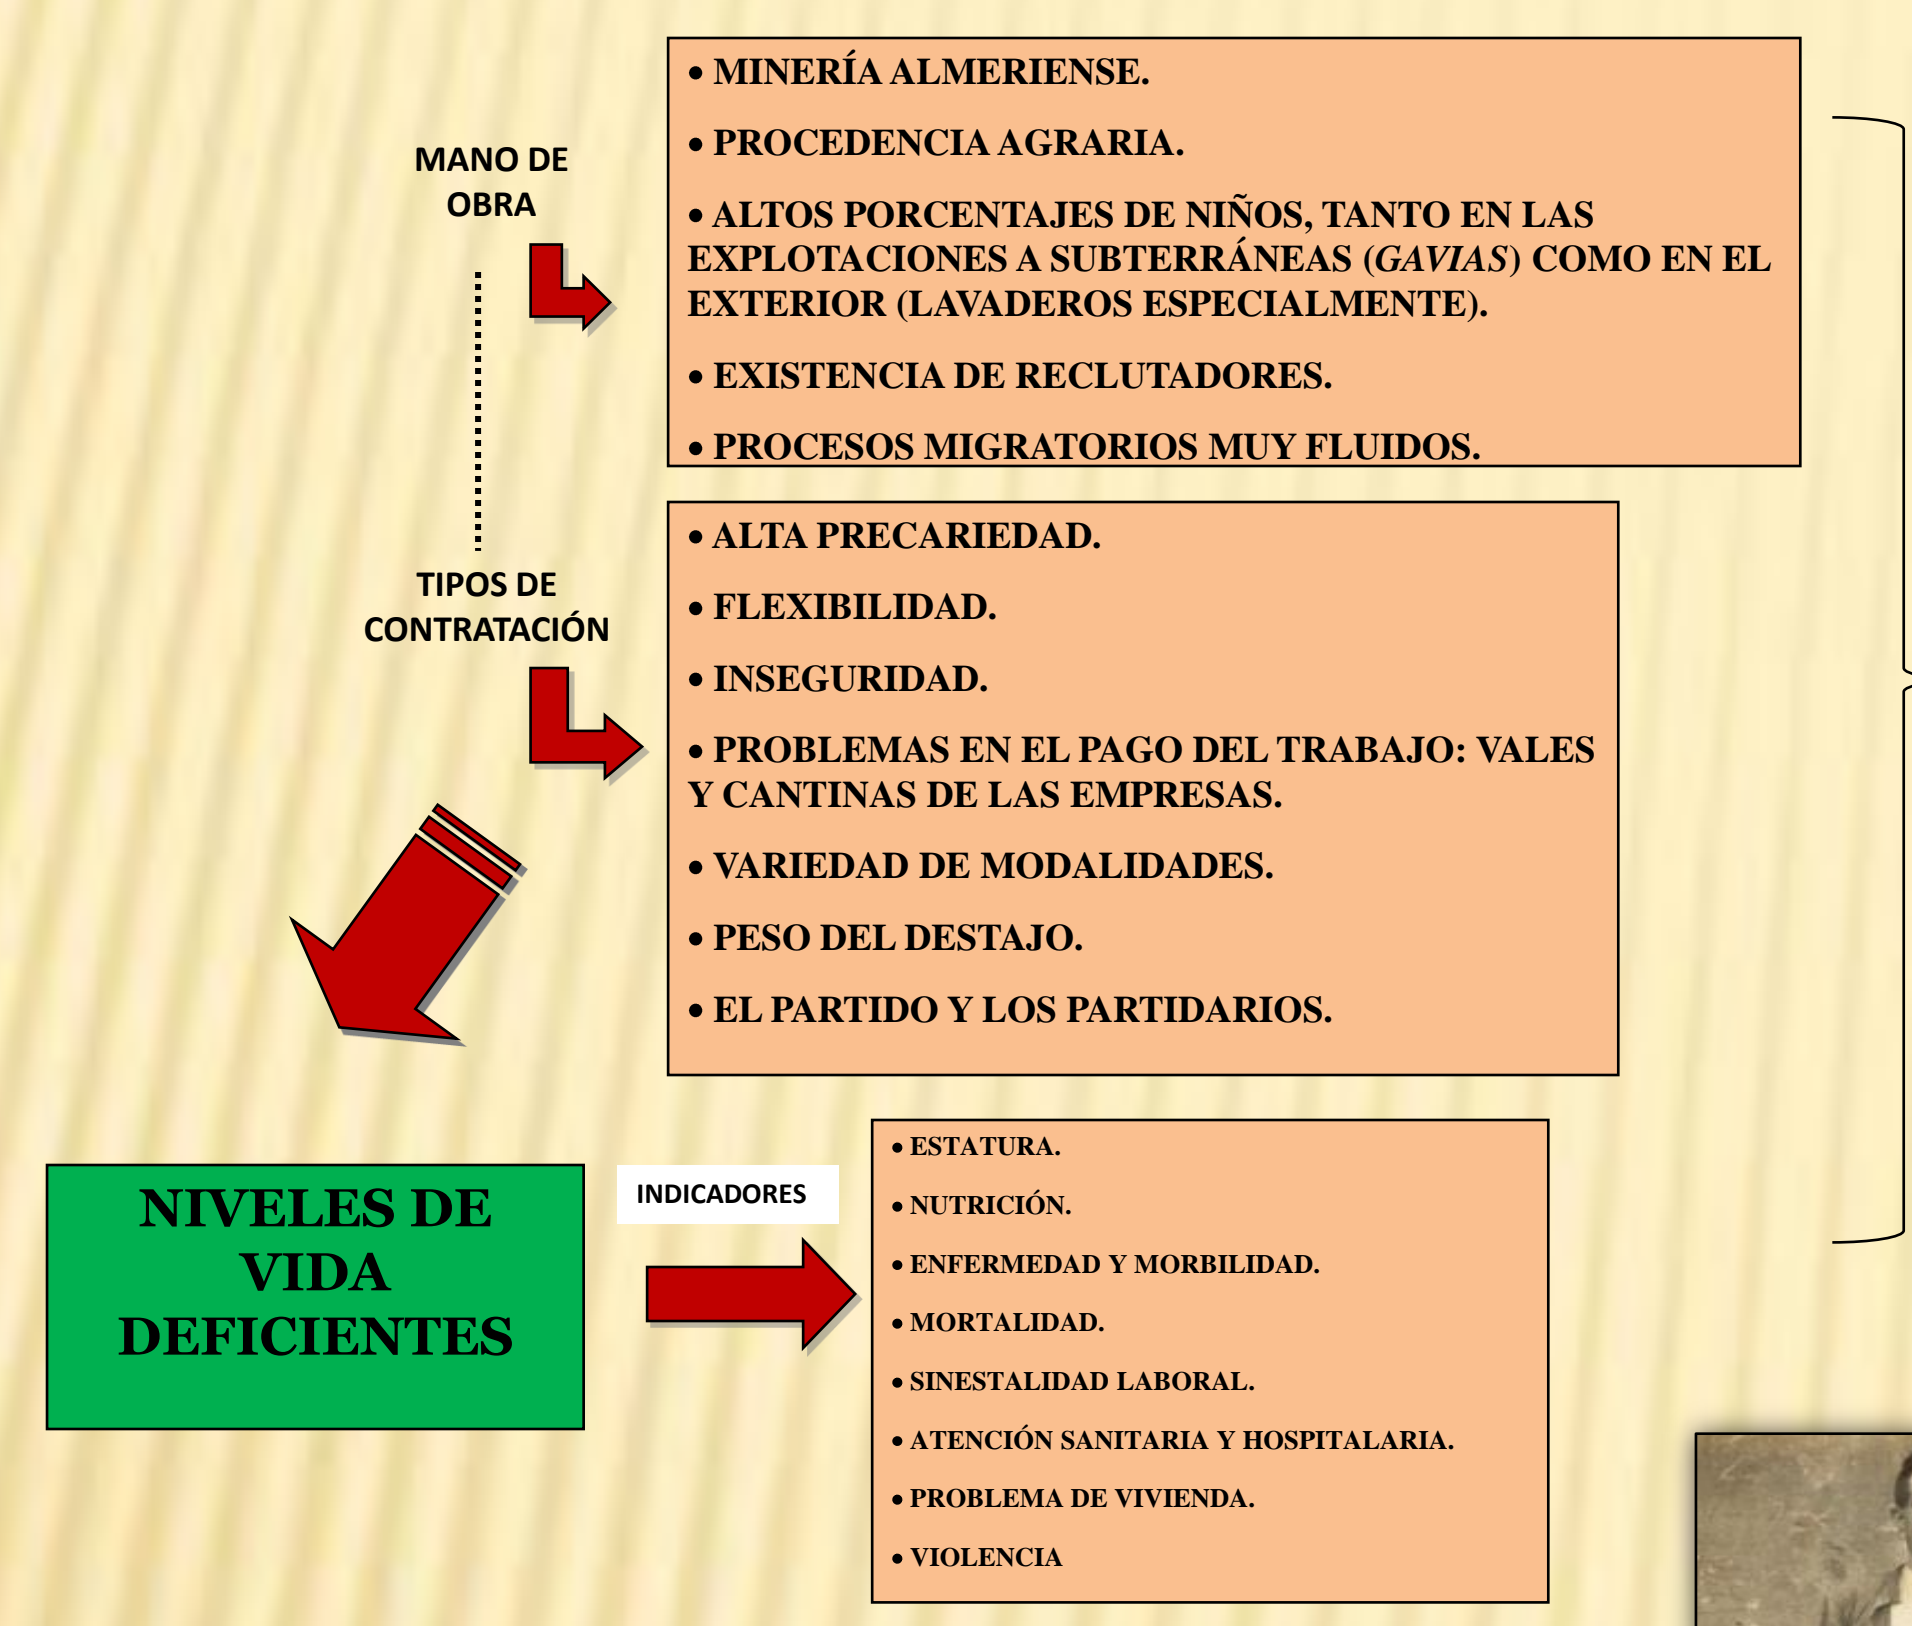 MANO DE
OBRA
• MINERÍA ALMERIENSE.
• PROCEDENCIA AGRARIA.
• ALTOS PORCENTAJES DE NIÑOS, TANTO EN LAS
EXPLOTACIONES A SUBTERRÁNEAS (GAVIAS) COMO EN EL
EXTERIOR (LAVADEROS ESPECIALMENTE).
• EXISTENCIA DE RECLUTADORES.
• PROCESOS MIGRATORIOS MUY FLUIDOS.
TIPOS DE
CONTRATACIÓN
• ALTA PRECARIEDAD.
• FLEXIBILIDAD.
• INSEGURIDAD.
• PROBLEMAS EN EL PAGO DEL TRABAJO: VALES
Y CANTINAS DE LAS EMPRESAS.
• VARIEDAD DE MODALIDADES.
• PESO DEL DESTAJO.
• EL PARTIDO Y LOS PARTIDARIOS.
NIVELES DE
VIDA
DEFICIENTES
INDICADORES
• ESTATURA.
• NUTRICIÓN.
• ENFERMEDAD Y MORBILIDAD.
• MORTALIDAD.
• SINESTALIDAD LABORAL.
• ATENCIÓN SANITARIA Y HOSPITALARIA.
• PROBLEMA DE VIVIENDA.
• VIOLENCIA